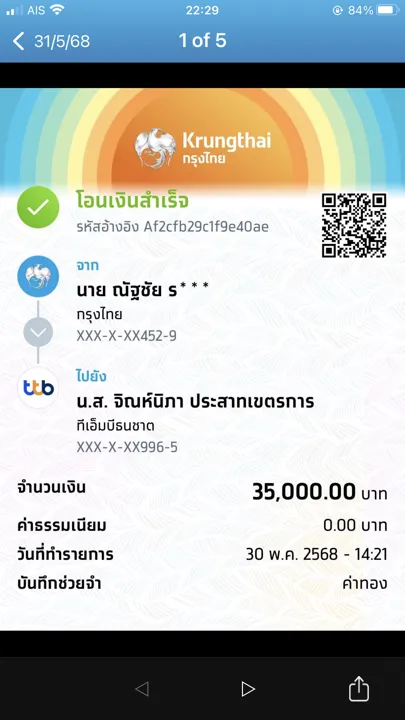 AIS 22:29 84%
31/5/68 1 of 5
Krungthai
กรุงไทย
โอนเงินสำเร็จ
รหัสอ้างอิง Af2cfb29c1f9e40ae
จาก
นาย ณัฐชัย ร***
กรุงไทย
XXX-X-XX452-9
ttb
ไปยัง
น.ส. จิณห์นิภา ประสาทเขตรการ
ทีเอ็มบีธนชาต
XXX-X-XX996-5
จำนวนเงิน 35,000.00 บาท
ค่าธรรมเนียม 0.00 บาท
วันที่ทำรายการ 30 พ.ค. 2568 - 14:21
บันทึกช่วยจำ ค่าทอง